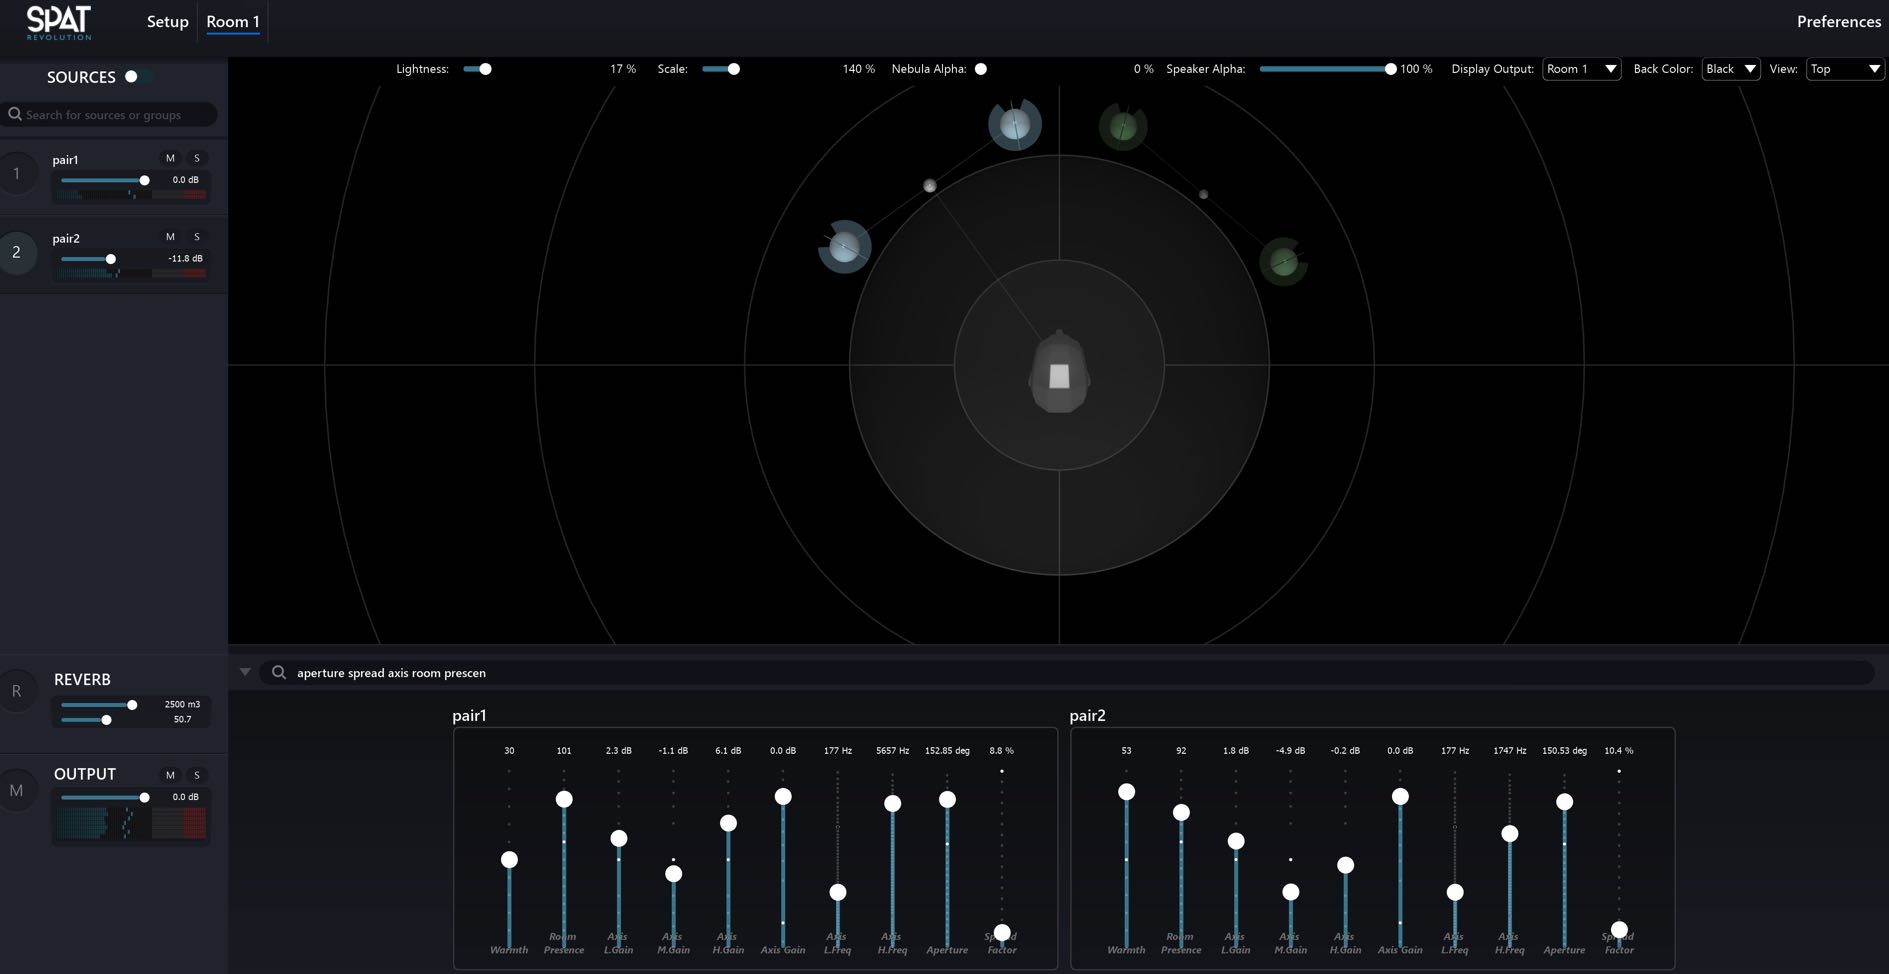 SPAT
REVOLUTION
Setup
Room 1
Preferences
SOURCES
Search for sources or groups
1
pair1
M S
0.0 dB
2
pair2
M S
-11.8 dB
Lightness: 17 % Scale: 140 % Nebula Alpha: 0 % Speaker Alpha: 100 % Display Output: Room 1 Back Color: Black View: Top
R
REVERB
2500 m3
50.7
M
OUTPUT
M S
0.0 dB
aperture spread axis room prescen
pair1
30 101 2.3 dB -1.1 dB 6.1 dB 0.0 dB 177 Hz 5657 Hz 152.85 deg 8.8 %
Warmth
Room
Presence
Axis
L.Gain
Axis
M.Gain
Axis
H.Gain
Axis Gain
Axis
L.Freq
Axis
H.Freq
Aperture
Spread
Factor
pair2
53 92 1.8 dB -4.9 dB -0.2 dB 0.0 dB 177 Hz 1747 Hz 150.53 deg 10.4 %
Warmth
Room
Presence
Axis
L.Gain
Axis
M.Gain
Axis
H.Gain
Axis Gain
Axis
L.Freq
Axis
H.Freq
Aperture
Spread
Factor